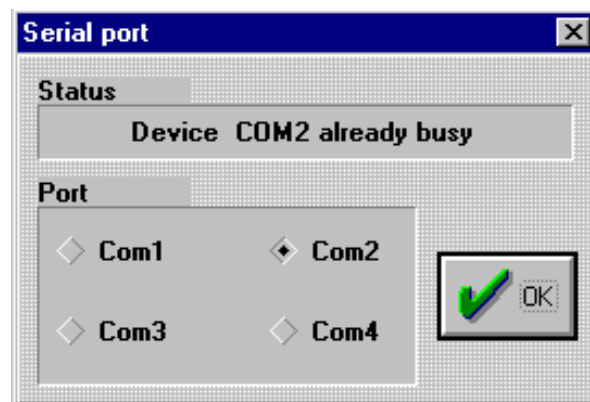 Serial port
Status
Device COM2 already busy
Port
Com1 Com2
OK
Com3 Com4